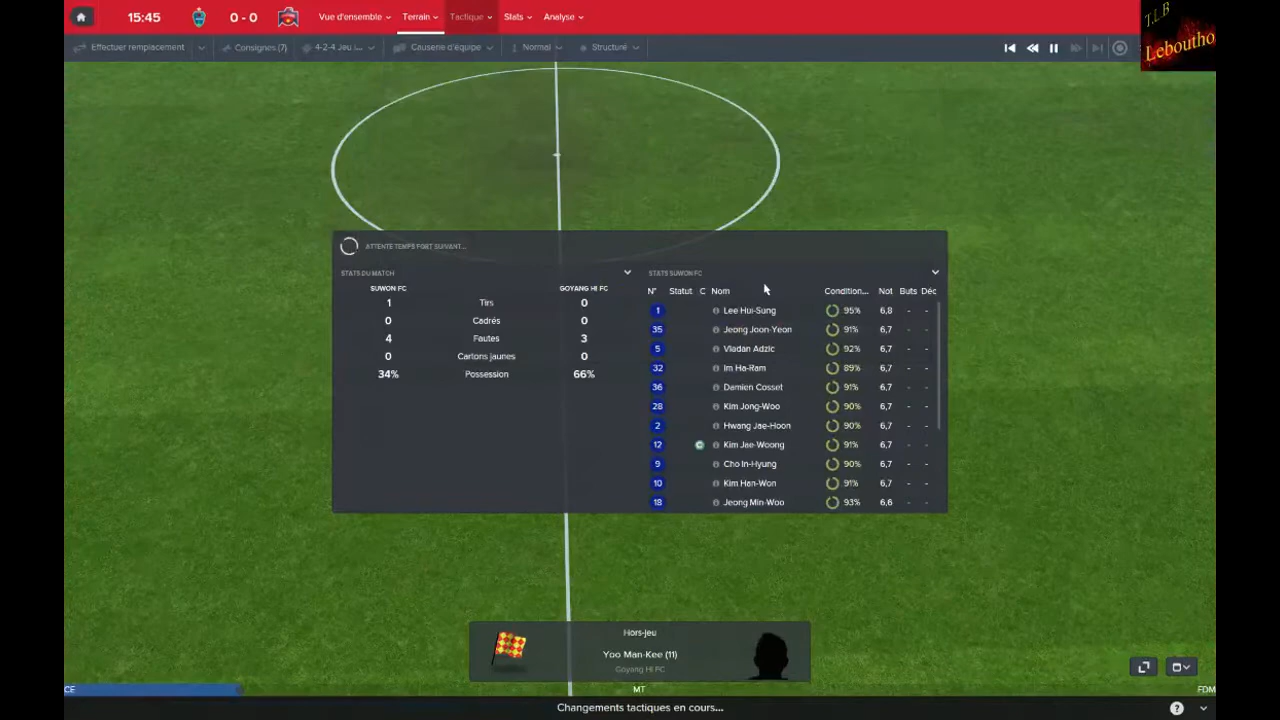 15:45 0 - 0 Vue d'ensemble Terrain Tactique Stats Analyse
T.L.B
Leboutho
Effectuer remplacement Consignes (7) 4-2-4 Jeu l... Causerie d'équipe Normal Structuré
ATTENTE TEMPS FORT SUIVANT...
STATS DU MATCH
SUWON FC GOYANG HI FC
1 Tirs 0
0 Cadrés 0
4 Fautes 3
0 Cartons jaunes 0
34% Possession 66%
STATS SUWON FC
N° Statut C Nom Condition... Not Buts Déc
1 Lee Hui-Sung 95% 6,8 - -
35 Jeong Joon-Yeon 91% 6,7 - -
5 Vladan Adzic 92% 6,7 - -
32 Im Ha-Ram 89% 6,7 - -
36 Damien Cosset 91% 6,7 - -
28 Kim Jong-Woo 90% 6,7 - -
2 Hwang Jae-Hoon 90% 6,7 - -
12 C Kim Jae-Woong 91% 6,7 - -
9 Cho In-Hyung 90% 6,7 - -
10 Kim Han-Won 91% 6,7 - -
18 Jeong Min-Woo 93% 6,6 - -
Hors-jeu
Yoo Man-Kee (11)
Goyang Hi FC
CE MT FDM
Changements tactiques en cours... ?